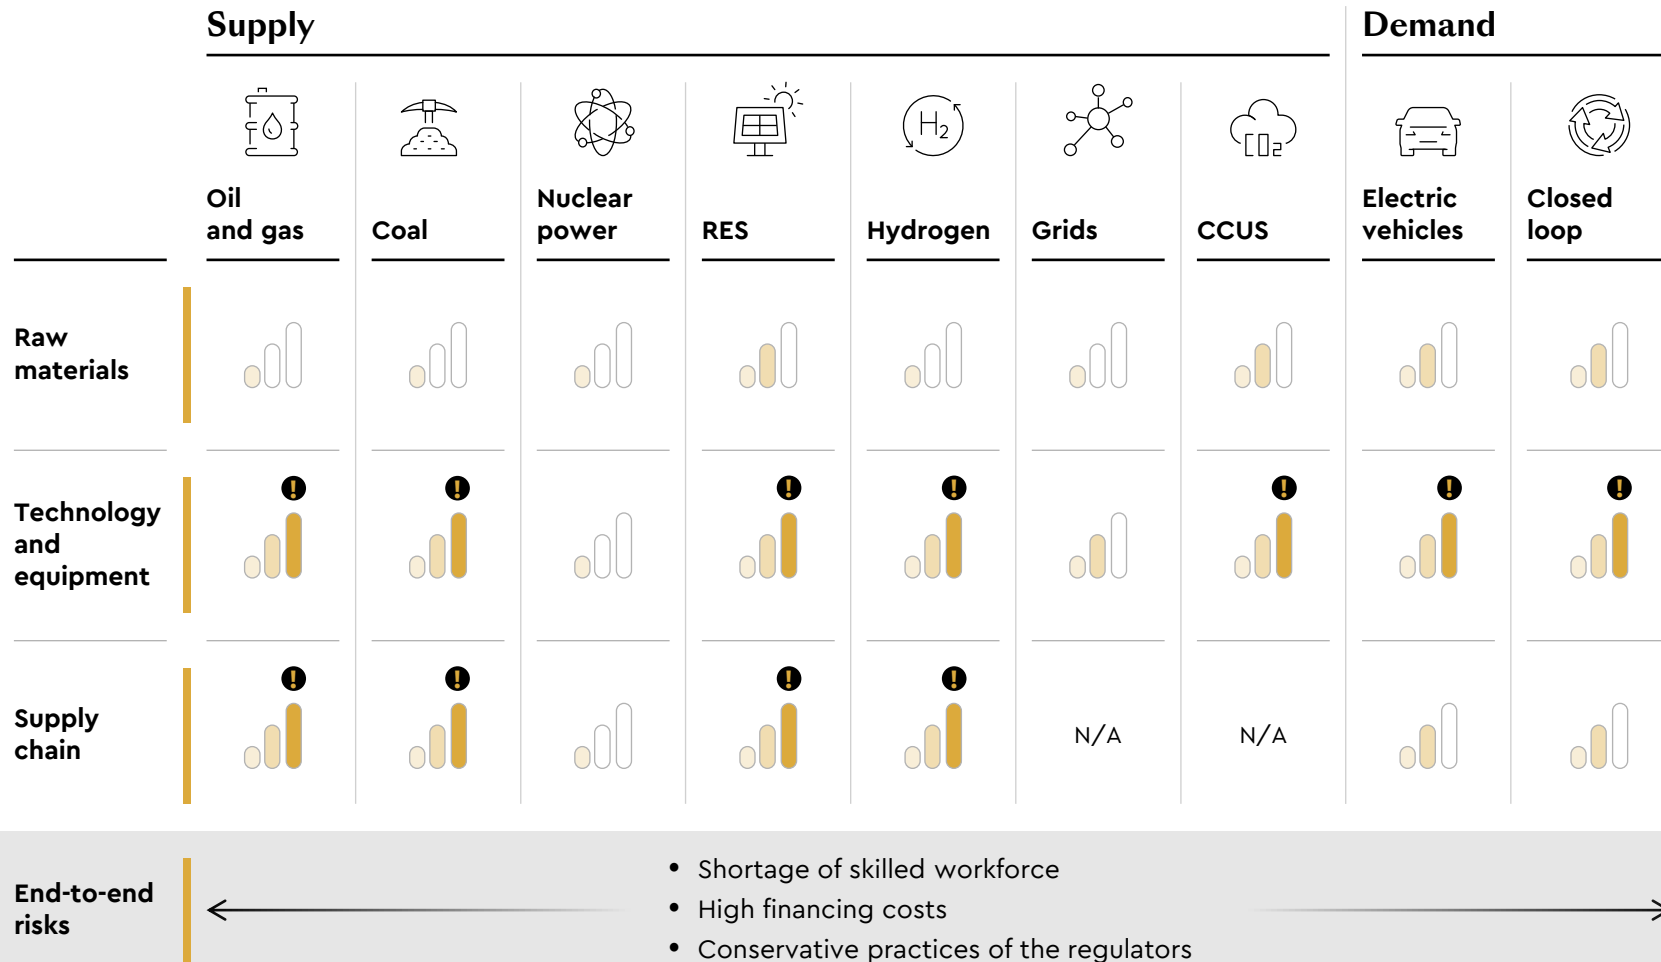 Supply
Demand
H2
CO2
Oil
and gas
Coal
Nuclear
power
RES
Hydrogen
Grids
CCUS
Electric
vehicles
Closed
loop
Raw
materials
Technology
and
equipment
!
!
!
!
!
!
!
Supply
chain
!
!
!
!
N/A
N/A
End-to-end
risks
• Shortage of skilled workforce
• High financing costs
• Conservative practices of the regulators